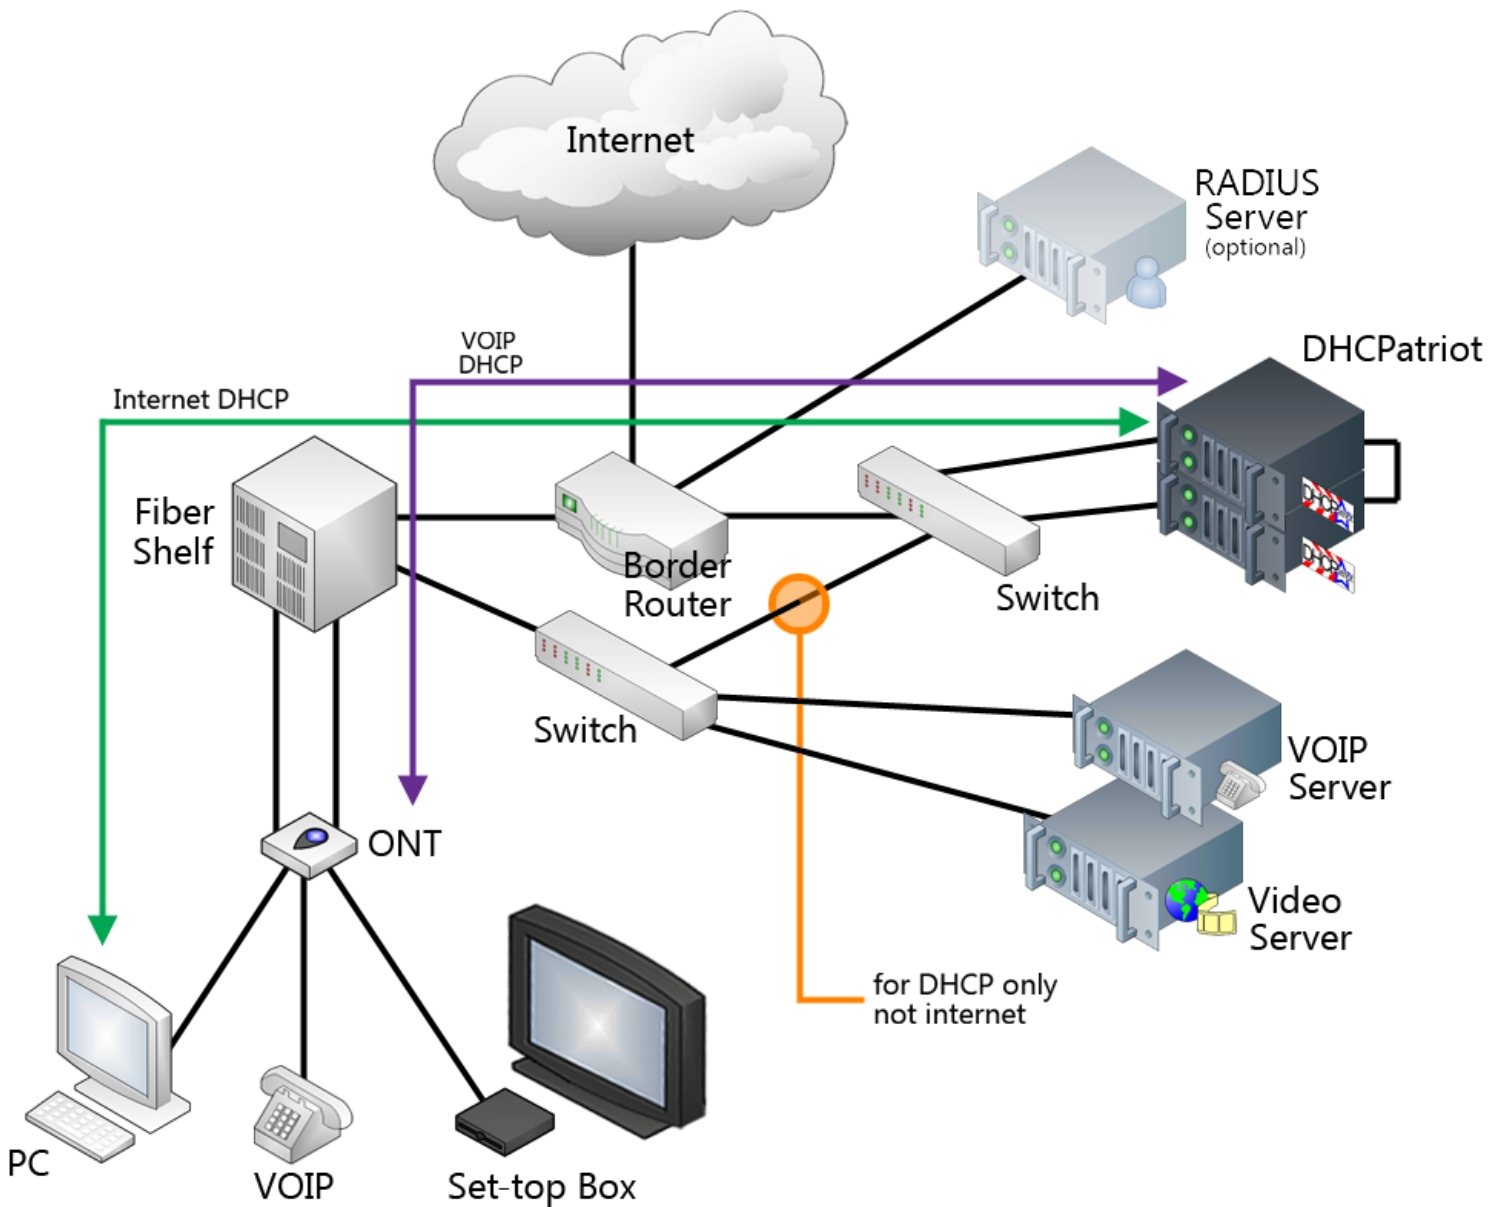 Internet
RADIUS
Server
(optional)
VOIP
DHCP
DHCPatriot
Internet DHCP
Fiber
Shelf
Border
Router
Switch
Switch
VOIP
Server
ONT
Video
Server
for DHCP only
not internet
PC
VOIP
Set-top Box